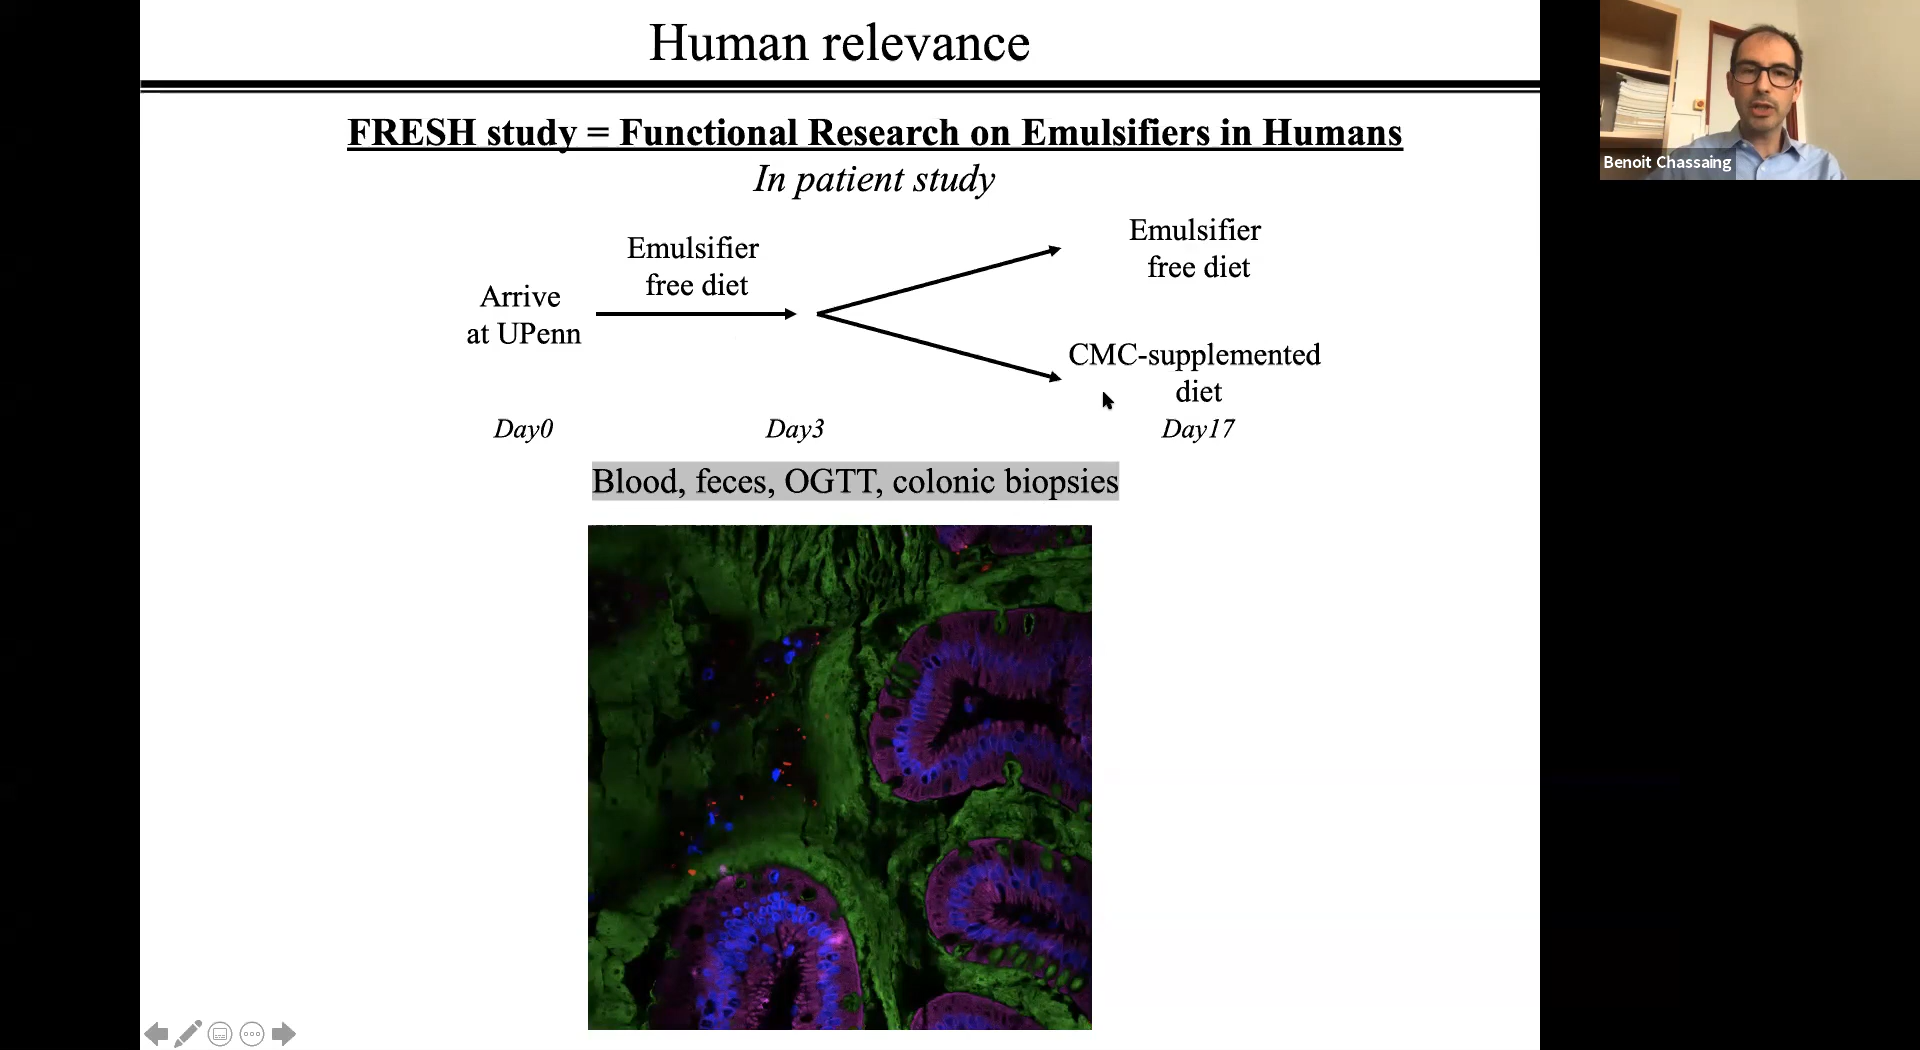 Human relevance
FRESH study = Functional Research on Emulsifiers in Humans
In patient study
Arrive
at UPenn
Emulsifier
free diet
Emulsifier
free diet
CMC-supplemented
diet
Day0
Day3
Day17
Blood, feces, OGTT, colonic biopsies
Benoit Chassaing